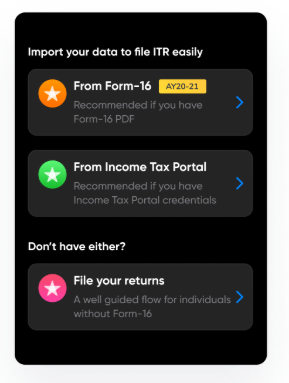 Import your data to file ITR easily
From Form-16 AY20-21
Recommended if you have
Form-16 PDF
From Income Tax Portal
Recommended if you have
Income Tax Portal credentials
Don't have either?
File your returns
A well guided flow for individuals
without Form-16